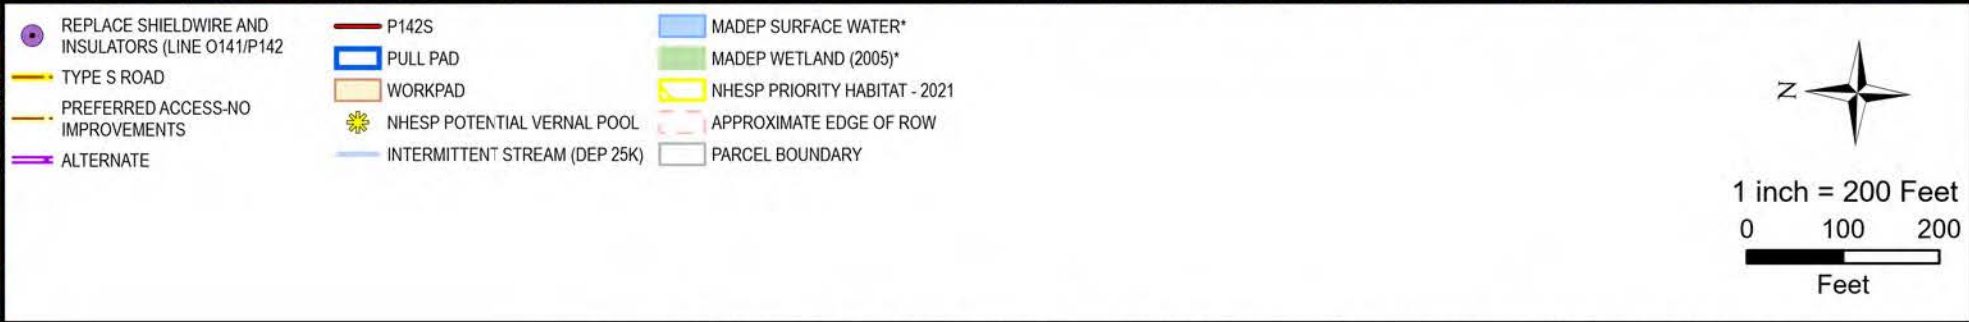 REPLACE SHIELDWIRE AND
INSULATORS (LINE O141/P142
TYPE S ROAD
PREFERRED ACCESS-NO
IMPROVEMENTS
ALTERNATE
P142S
PULL PAD
WORKPAD
NHESP POTENTIAL VERNAL POOL
INTERMITTENT STREAM (DEP 25K)
MADEP SURFACE WATER*
MADEP WETLAND (2005)*
NHESP PRIORITY HABITAT - 2021
APPROXIMATE EDGE OF ROW
PARCEL BOUNDARY
N
1 inch = 200 Feet
0 100 200
Feet